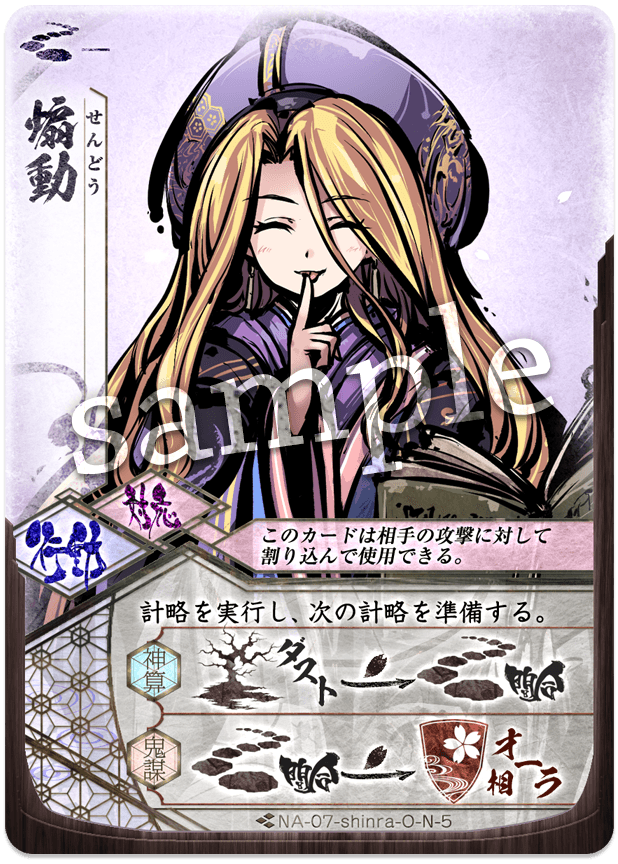 煽動
せんどう
sample
行動
対応
このカードは相手の攻撃に対して
割り込んで使用できる。
計略を実行し、次の計略を準備する。
神算
ダスト
間合
鬼謀
間合
相オーラ
NA-07-shinra-O-N-5